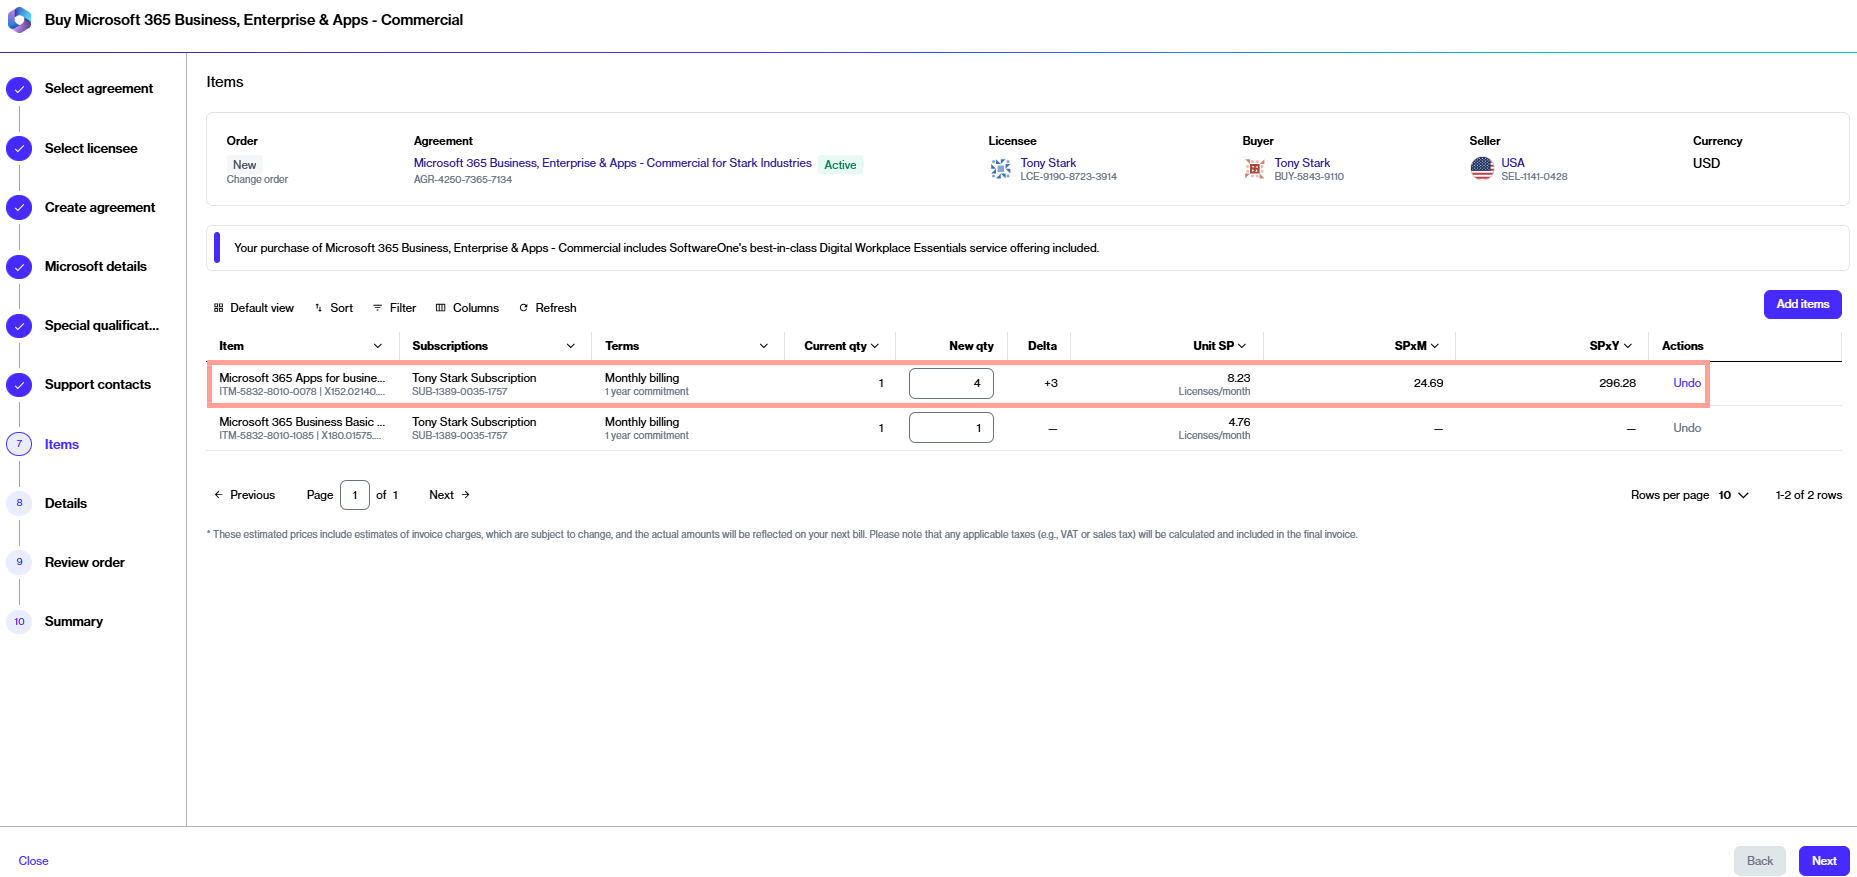 Buy Microsoft 365 Business, Enterprise & Apps - Commercial
Select agreement
Select licensee
Create agreement
Microsoft details
Special qualificat...
Support contacts
7 Items
8 Details
9 Review order
10 Summary
Items
Order Agreement Licensee Buyer Seller Currency
New Microsoft 365 Business, Enterprise & Apps - Commercial for Stark Industries Active Tony Stark Tony Stark USA USD
Change order AGR-4250-7365-7134 LCE-9190-8723-3914 BUY-5843-9110 SEL-1141-0428
Your purchase of Microsoft 365 Business, Enterprise & Apps - Commercial includes SoftwareOne's best-in-class Digital Workplace Essentials service offering included.
Default view Sort Filter Columns Refresh Add items
Item Subscriptions Terms Current qty New qty Delta Unit SP SPxM SPxY Actions
Microsoft 365 Apps for busine... Tony Stark Subscription Monthly billing 1 4 +3 8.23 24.69 296.28 Undo
ITM-5832-8010-0078 | X152.02140.... SUB-1389-0035-1757 1 year commitment Licenses/month
Microsoft 365 Business Basic ... Tony Stark Subscription Monthly billing 1 1 — 4.76 — — Undo
ITM-5832-8010-1085 | X180.01575.... SUB-1389-0035-1757 1 year commitment Licenses/month
Previous Page 1 of 1 Next Rows per page 10 1-2 of 2 rows
* These estimated prices include estimates of invoice charges, which are subject to change, and the actual amounts will be reflected on your next bill. Please note that any applicable taxes (e.g., VAT or sales tax) will be calculated and included in the final invoice.
Close Back Next